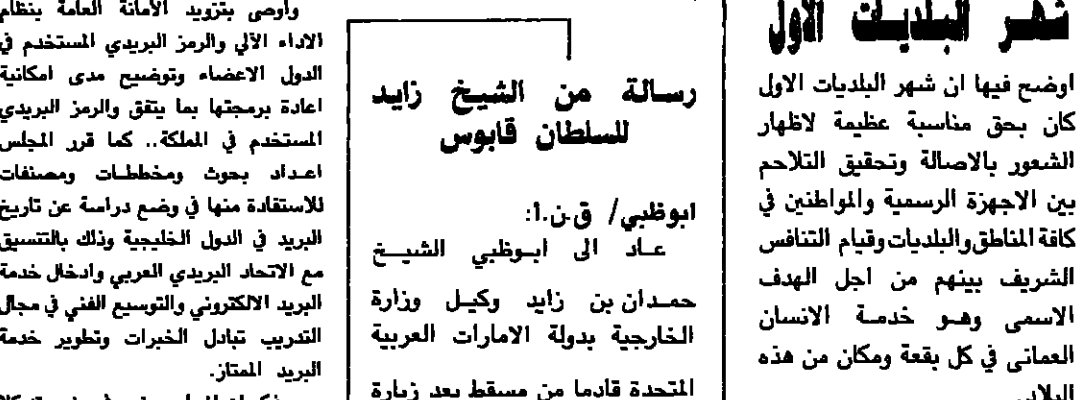 شهر البلديات الأول
اوضح فيها ان شهر البلديات الاول
كان بحق مناسبة عظيمة لاظهار
الشعور بالاصالة وتحقيق التلاحم
بين الاجهزة الرسمية والمواطنين في
كافة المناطق والبلديات وقيام التنافس
الشريف بينهم من اجل الهدف
الاسمى وهو خدمة الانسان
العمانى في كل بقعة ومكان من هذه
البلاد.
رسالة من الشيخ زايد
للسلطان قابوس
ابوظبي/ ق.ن.ا:
عاد الى ابوظبي الشيخ
حمدان بن زايد وكيل وزارة
الخارجية بدولة الامارات العربية
المتحدة قادما من مسقط بعد زيارة
واوصى بتزويد الأمانة العامة بنظام
الاداء الآلي والرمز البريدي المستخدم في
الدول الاعضاء وتوضيح مدى امكانية
اعادة برمجتها بما يتفق والرمز البريدي
المستخدم في المملكة.. كما قرر المجلس
اعداد بحوث ومخططات ومصنفات
للاستفادة منها في وضع دراسة عن تاريخ
البريد في الدول الخليجية وذلك بالتنسيق
مع الاتحاد البريدي العربي وادخال خدمة
البريد الالكتروني والتوسيع الفني في مجال
التدريب تبادل الخبرات وتطوير خدمة
البريد الممتاز.